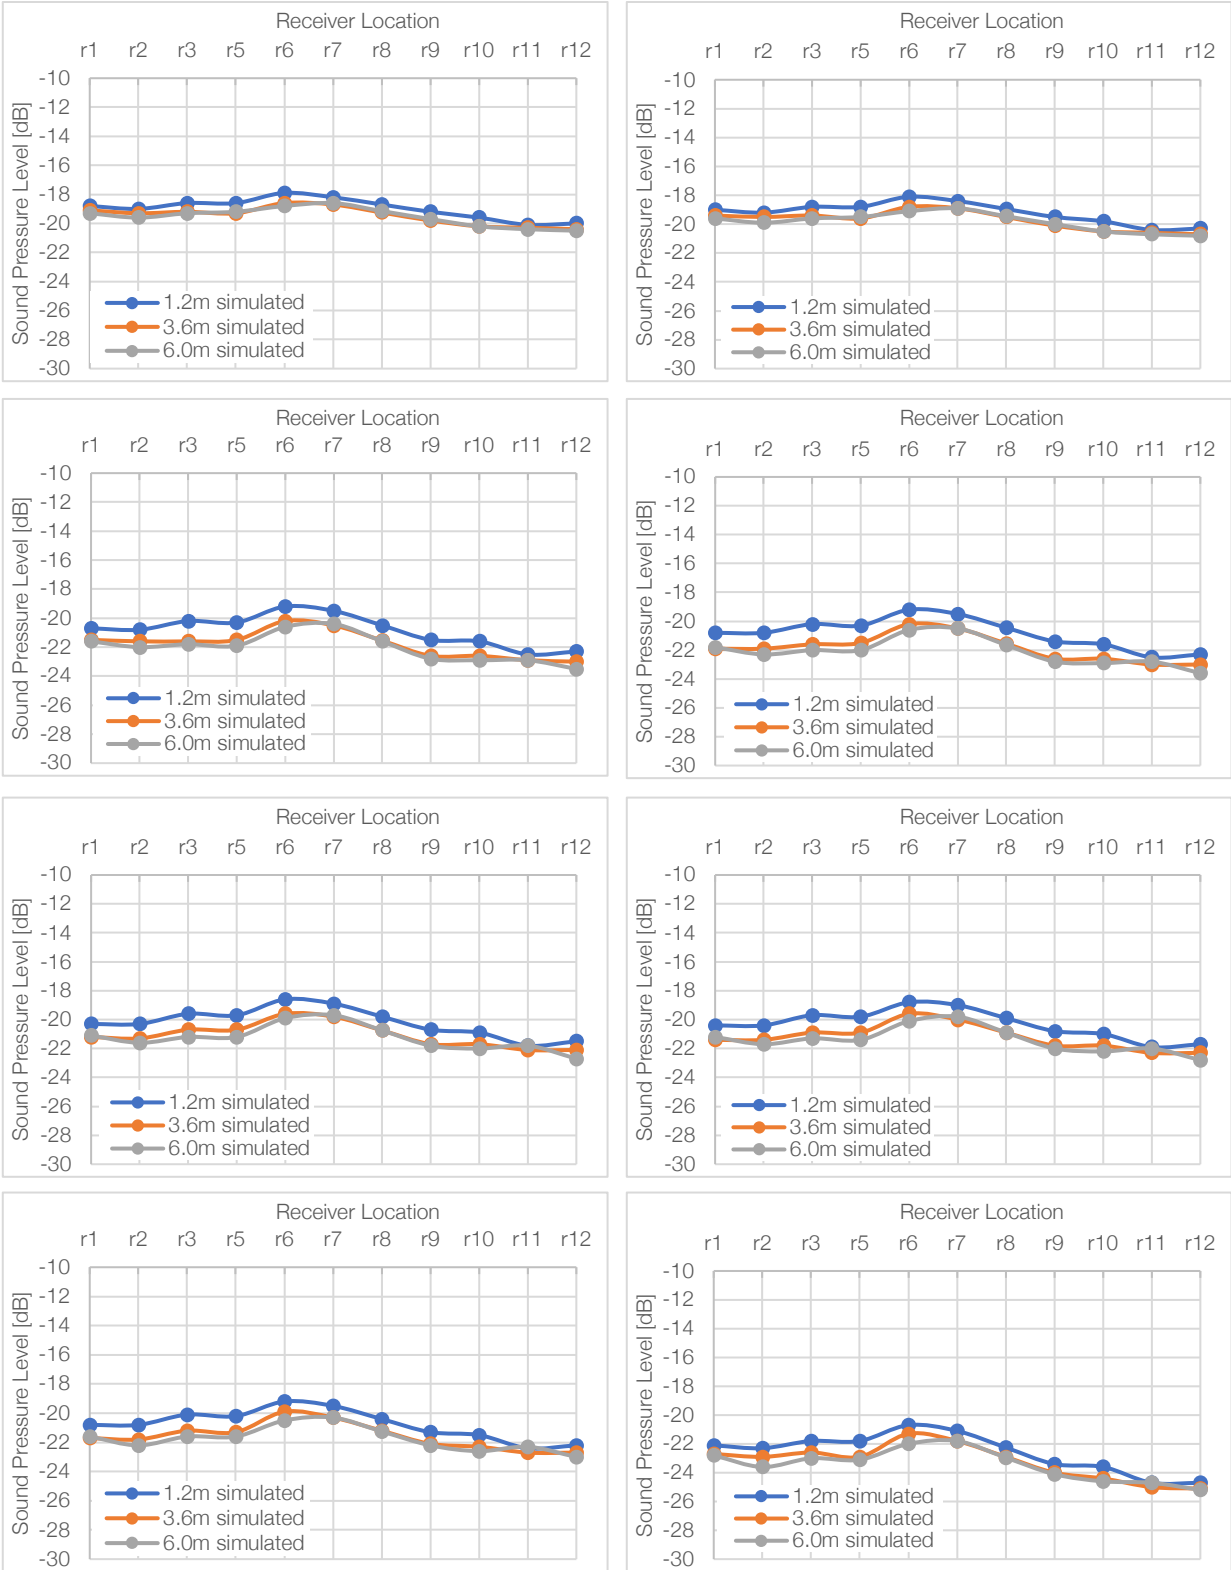 Receiver Location
r1 r2 r3 r5 r6 r7 r8 r9 r10 r11 r12
Sound Pressure Level [dB]
-10
-12
-14
-16
-18
-20
-22
-24
-26
-28
-30
1.2m simulated
3.6m simulated
6.0m simulated
Receiver Location
r1 r2 r3 r5 r6 r7 r8 r9 r10 r11 r12
Sound Pressure Level [dB]
-10
-12
-14
-16
-18
-20
-22
-24
-26
-28
-30
1.2m simulated
3.6m simulated
6.0m simulated
Receiver Location
r1 r2 r3 r5 r6 r7 r8 r9 r10 r11 r12
Sound Pressure Level [dB]
-10
-12
-14
-16
-18
-20
-22
-24
-26
-28
-30
1.2m simulated
3.6m simulated
6.0m simulated
Receiver Location
r1 r2 r3 r5 r6 r7 r8 r9 r10 r11 r12
Sound Pressure Level [dB]
-10
-12
-14
-16
-18
-20
-22
-24
-26
-28
-30
1.2m simulated
3.6m simulated
6.0m simulated
Receiver Location
r1 r2 r3 r5 r6 r7 r8 r9 r10 r11 r12
Sound Pressure Level [dB]
-10
-12
-14
-16
-18
-20
-22
-24
-26
-28
-30
1.2m simulated
3.6m simulated
6.0m simulated
Receiver Location
r1 r2 r3 r5 r6 r7 r8 r9 r10 r11 r12
Sound Pressure Level [dB]
-10
-12
-14
-16
-18
-20
-22
-24
-26
-28
-30
1.2m simulated
3.6m simulated
6.0m simulated
Receiver Location
r1 r2 r3 r5 r6 r7 r8 r9 r10 r11 r12
Sound Pressure Level [dB]
-10
-12
-14
-16
-18
-20
-22
-24
-26
-28
-30
1.2m simulated
3.6m simulated
6.0m simulated
Receiver Location
r1 r2 r3 r5 r6 r7 r8 r9 r10 r11 r12
Sound Pressure Level [dB]
-10
-12
-14
-16
-18
-20
-22
-24
-26
-28
-30
1.2m simulated
3.6m simulated
6.0m simulated